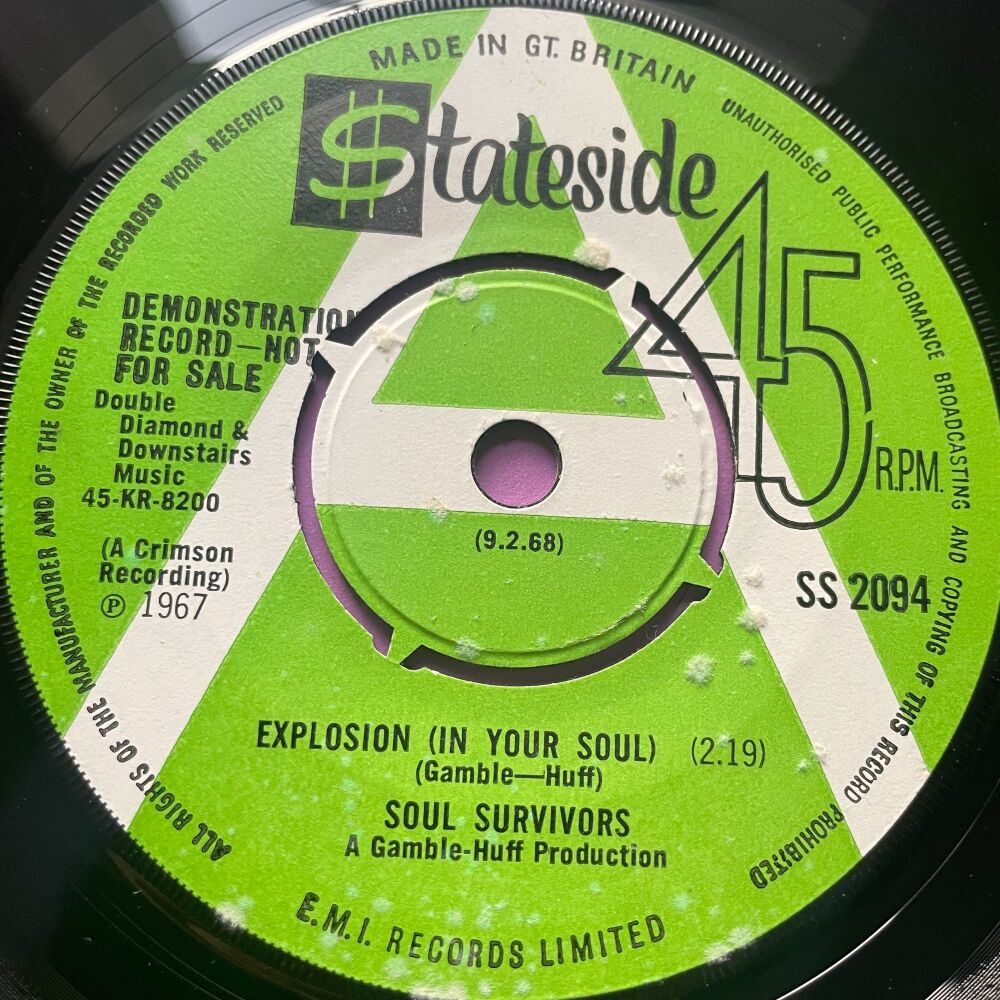 MADE IN GT. BRITAIN
$tateside
45
R.P.M.
DEMONSTRATION
RECORD—NOT
FOR SALE
Double
Diamond &
Downstairs
Music
45-KR-8200
(A Crimson
Recording)
℗ 1967
(9.2.68)
SS 2094
EXPLOSION (IN YOUR SOUL) (2.19)
(Gamble—Huff)
SOUL SURVIVORS
A Gamble-Huff Production
E.M.I. RECORDS LIMITED
ALL RIGHTS OF THE MANUFACTURER AND OF THE OWNER OF THE RECORDED WORK RESERVED
UNAUTHORISED PUBLIC PERFORMANCE BROADCASTING AND COPYING OF THIS RECORD PROHIBITED